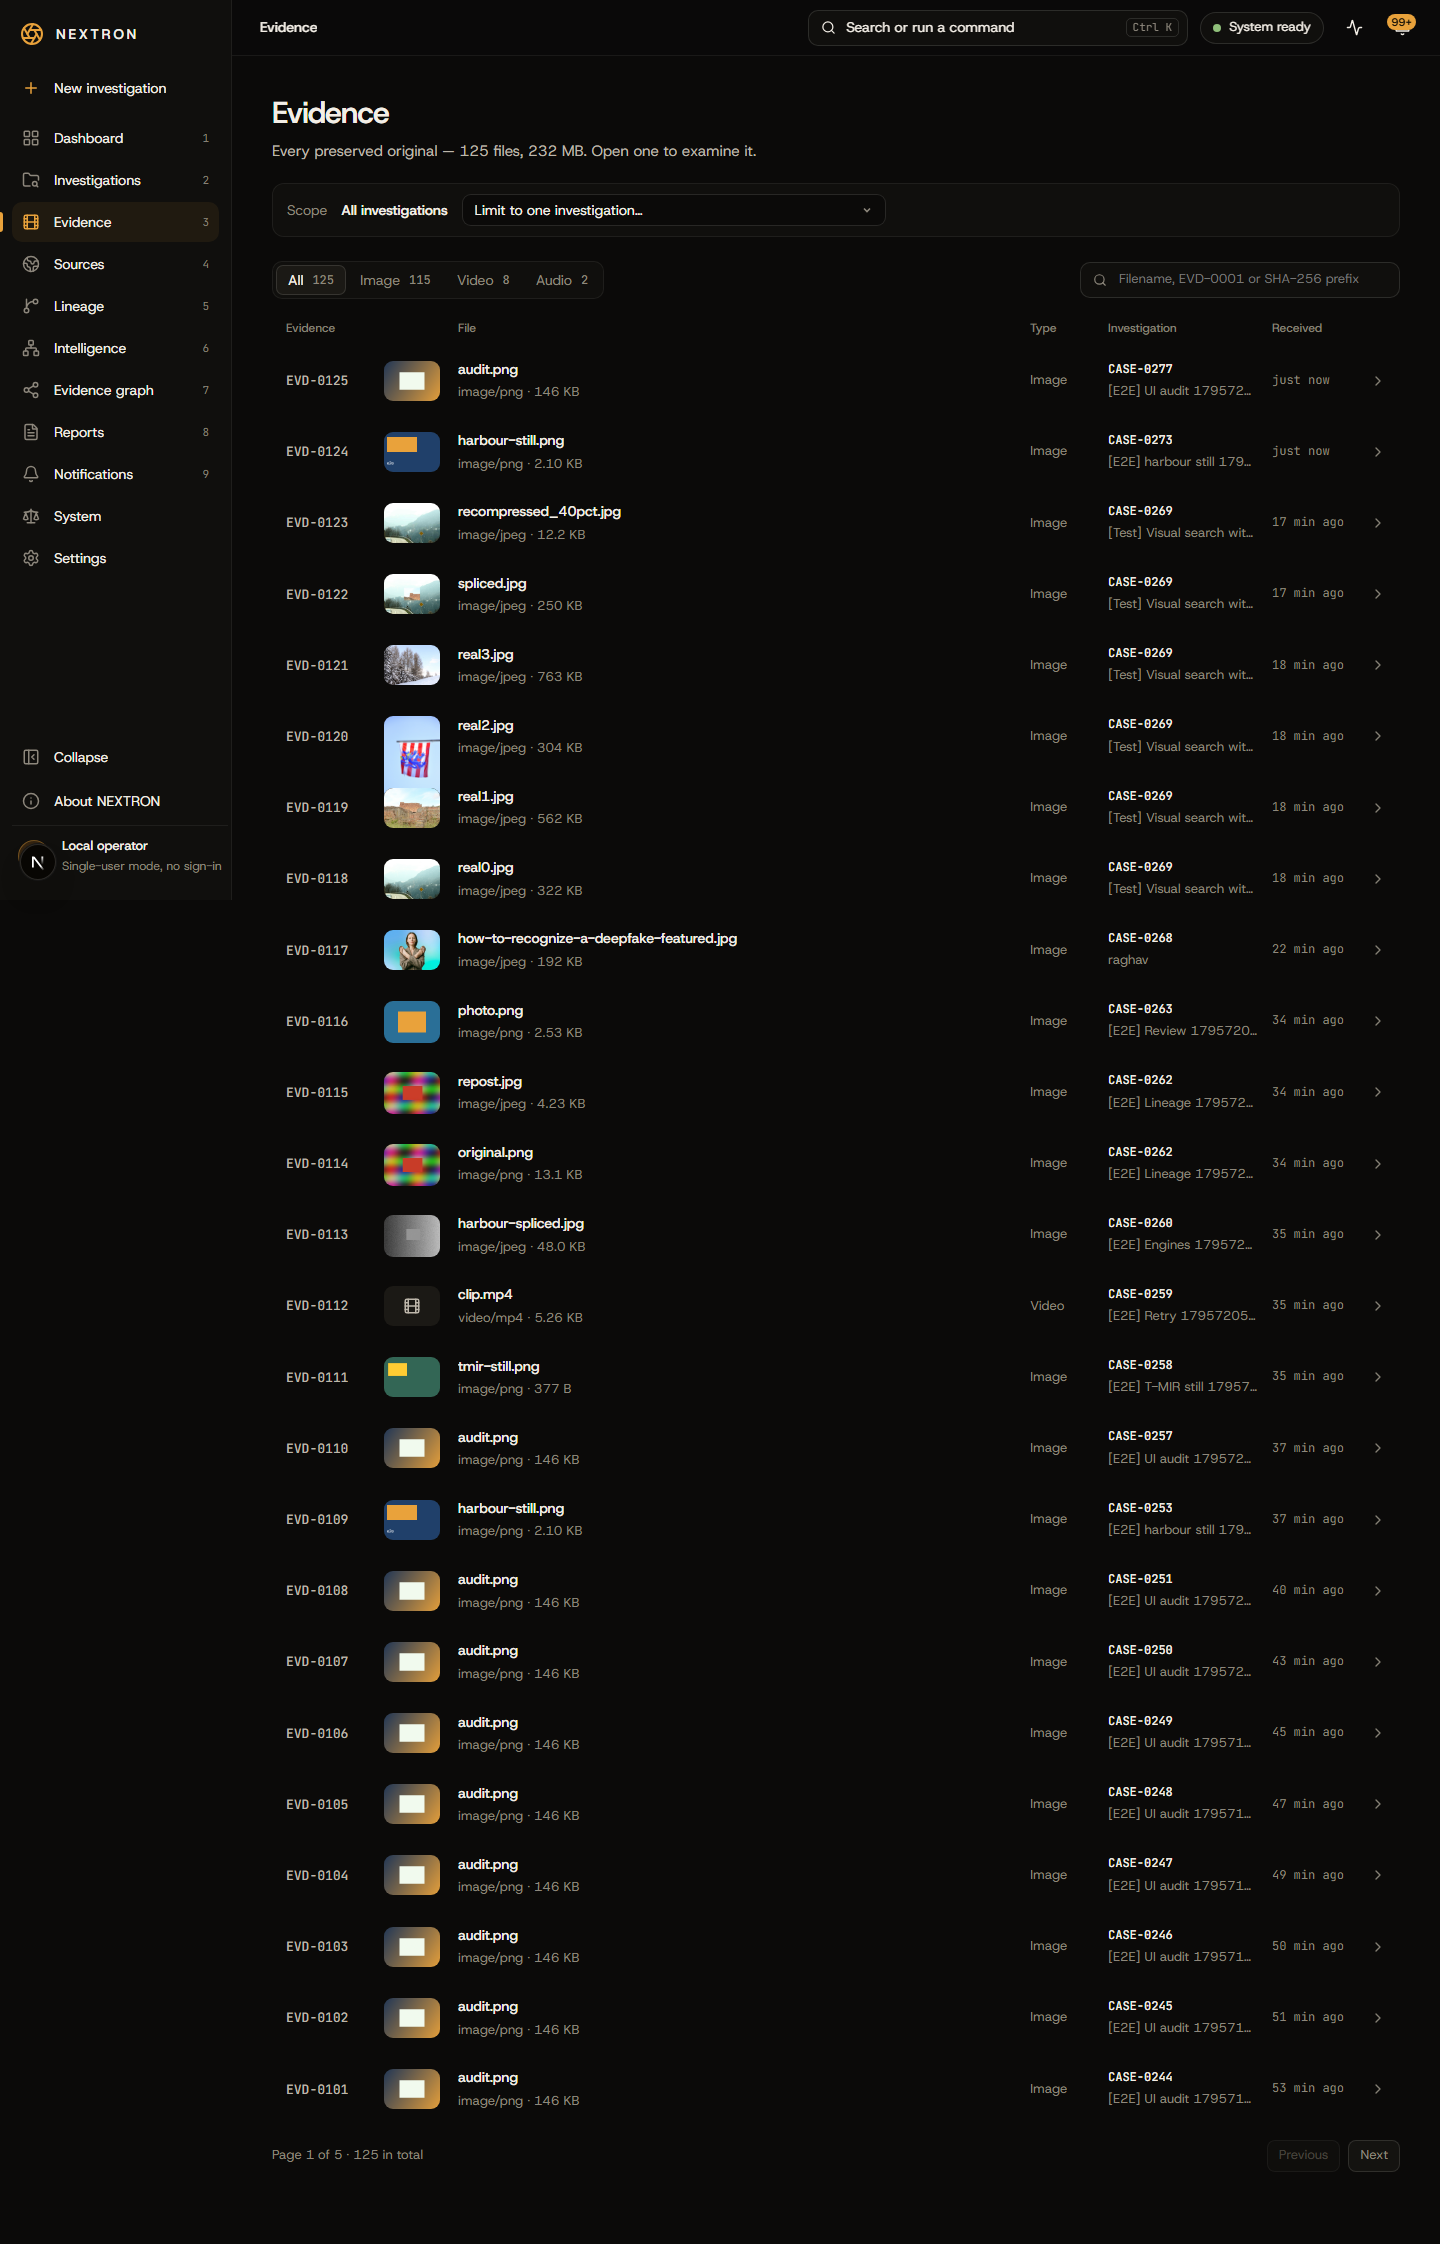 NEXTRON
Evidence
Search or run a command
Ctrl K
System ready
99+
New investigation
Dashboard 1
Investigations 2
Evidence 3
Sources 4
Lineage 5
Intelligence 6
Evidence graph 7
Reports 8
Notifications 9
System
Settings
Collapse
About NEXTRON
N
Local operator
Single-user mode, no sign-in
Evidence
Every preserved original — 125 files, 232 MB. Open one to examine it.
Scope All investigations Limit to one investigation…
All 125 Image 115 Video 8 Audio 2
Filename, EVD-0001 or SHA-256 prefix
Evidence File Type Investigation Received
EVD-0125 audit.png Image CASE-0277 just now
image/png · 146 KB [E2E] UI audit 179572…
EVD-0124 harbour-still.png Image CASE-0273 just now
image/png · 2.10 KB [E2E] harbour still 179…
EVD-0123 recompressed_40pct.jpg Image CASE-0269 17 min ago
image/jpeg · 12.2 KB [Test] Visual search wit…
EVD-0122 spliced.jpg Image CASE-0269 17 min ago
image/jpeg · 250 KB [Test] Visual search wit…
EVD-0121 real3.jpg Image CASE-0269 18 min ago
image/jpeg · 763 KB [Test] Visual search wit…
EVD-0120 real2.jpg Image CASE-0269 18 min ago
image/jpeg · 304 KB [Test] Visual search wit…
EVD-0119 real1.jpg Image CASE-0269 18 min ago
image/jpeg · 562 KB [Test] Visual search wit…
EVD-0118 real0.jpg Image CASE-0269 18 min ago
image/jpeg · 322 KB [Test] Visual search wit…
EVD-0117 how-to-recognize-a-deepfake-featured.jpg Image CASE-0268 22 min ago
image/jpeg · 192 KB raghav
EVD-0116 photo.png Image CASE-0263 34 min ago
image/png · 2.53 KB [E2E] Review 1795720…
EVD-0115 repost.jpg Image CASE-0262 34 min ago
image/jpeg · 4.23 KB [E2E] Lineage 179572…
EVD-0114 original.png Image CASE-0262 34 min ago
image/png · 13.1 KB [E2E] Lineage 179572…
EVD-0113 harbour-spliced.jpg Image CASE-0260 35 min ago
image/jpeg · 48.0 KB [E2E] Engines 179572…
EVD-0112 clip.mp4 Video CASE-0259 35 min ago
video/mp4 · 5.26 KB [E2E] Retry 17957205…
EVD-0111 tmir-still.png Image CASE-0258 35 min ago
image/png · 377 B [E2E] T-MIR still 17957…
EVD-0110 audit.png Image CASE-0257 37 min ago
image/png · 146 KB [E2E] UI audit 179572…
EVD-0109 harbour-still.png Image CASE-0253 37 min ago
image/png · 2.10 KB [E2E] harbour still 179…
EVD-0108 audit.png Image CASE-0251 40 min ago
image/png · 146 KB [E2E] UI audit 179572…
EVD-0107 audit.png Image CASE-0250 43 min ago
image/png · 146 KB [E2E] UI audit 179572…
EVD-0106 audit.png Image CASE-0249 45 min ago
image/png · 146 KB [E2E] UI audit 179571…
EVD-0105 audit.png Image CASE-0248 47 min ago
image/png · 146 KB [E2E] UI audit 179571…
EVD-0104 audit.png Image CASE-0247 49 min ago
image/png · 146 KB [E2E] UI audit 179571…
EVD-0103 audit.png Image CASE-0246 50 min ago
image/png · 146 KB [E2E] UI audit 179571…
EVD-0102 audit.png Image CASE-0245 51 min ago
image/png · 146 KB [E2E] UI audit 179571…
EVD-0101 audit.png Image CASE-0244 53 min ago
image/png · 146 KB [E2E] UI audit 179571…
Page 1 of 5 · 125 in total
Previous Next